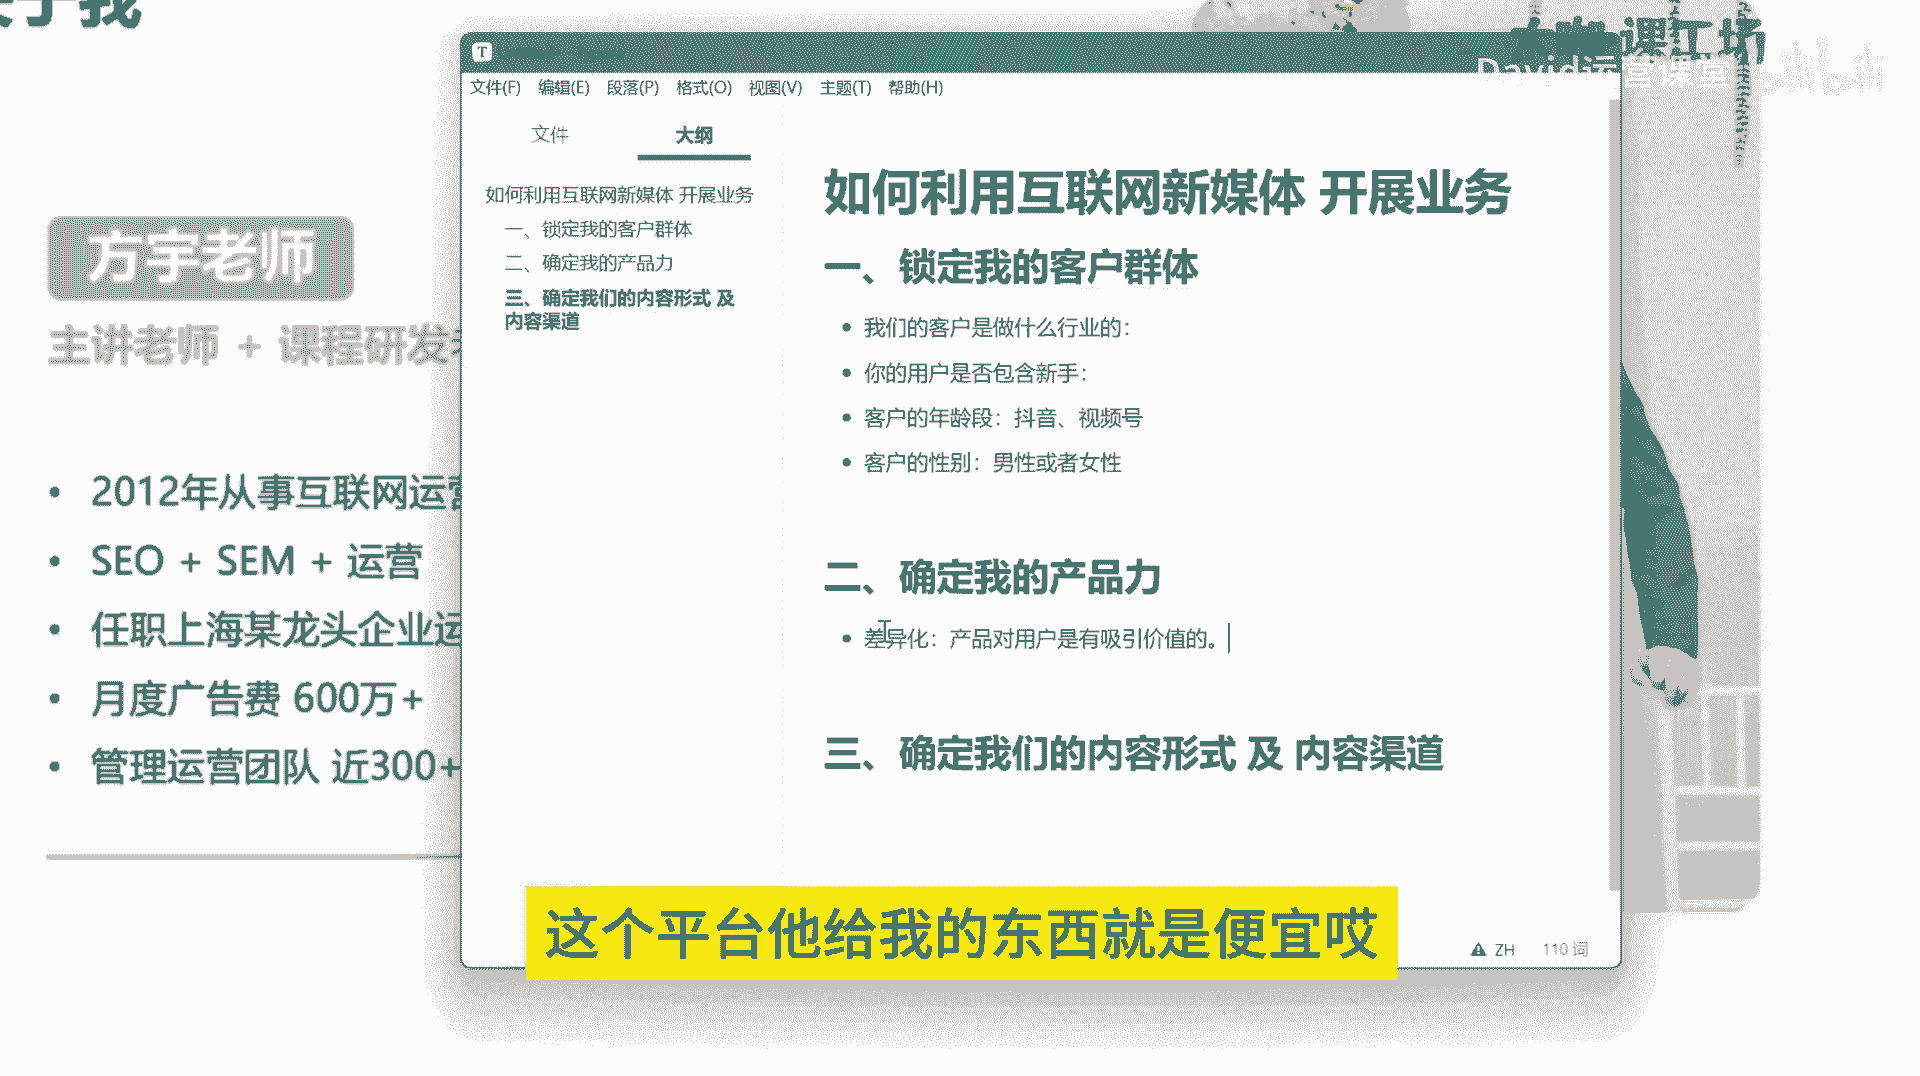 关于我
课工场
David运营课堂
bilibili
T
文件(F) 编辑(E) 段落(P) 格式(O) 视图(V) 主题(T) 帮助(H)
文件 大纲
如何利用互联网新媒体 开展业务
一、锁定我的客户群体
二、确定我的产品力
三、确定我们的内容形式 及
内容渠道
如何利用互联网新媒体 开展业务
一、锁定我的客户群体
• 我们的客户是做什么行业的：
• 你的用户是否包含新手：
• 客户的年龄段：抖音、视频号
• 客户的性别：男性或者女性
二、确定我的产品力
• 差异化：产品对用户是有吸引价值的。
三、确定我们的内容形式 及 内容渠道
ZH 110 词
方宇老师
主讲老师 + 课程研发
• 2012年从事互联网运营
• SEO + SEM + 运营
• 任职上海某龙头企业运
• 月度广告费 600万+
• 管理运营团队 近300+
这个平台他给我的东西就是便宜哎